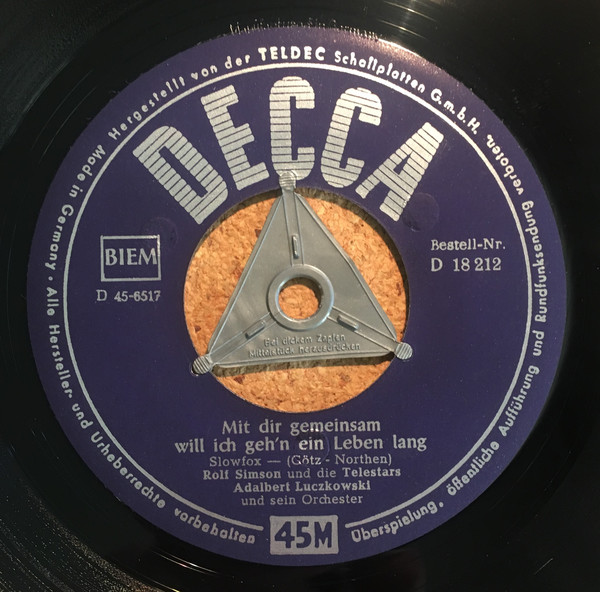 Made in Germany • Alle Hersteller- und Urheberrechte vorbehalten
Hergestellt von der TELDEC Schallplatten G.m.b.H.
Überspielung, öffentliche Aufführung und Rundfunksendung verboten.
DECCA
BIEM
D 45-6517
Bestell-Nr.
D 18 212
Bei dickem Zapfen
Mittelstück herausdrücken
Mit dir gemeinsam
will ich geh'n ein Leben lang
Slowfox — (Götz - Northen)
Rolf Simson und die Telestars
Adalbert Luczkowski
und sein Orchester
45M